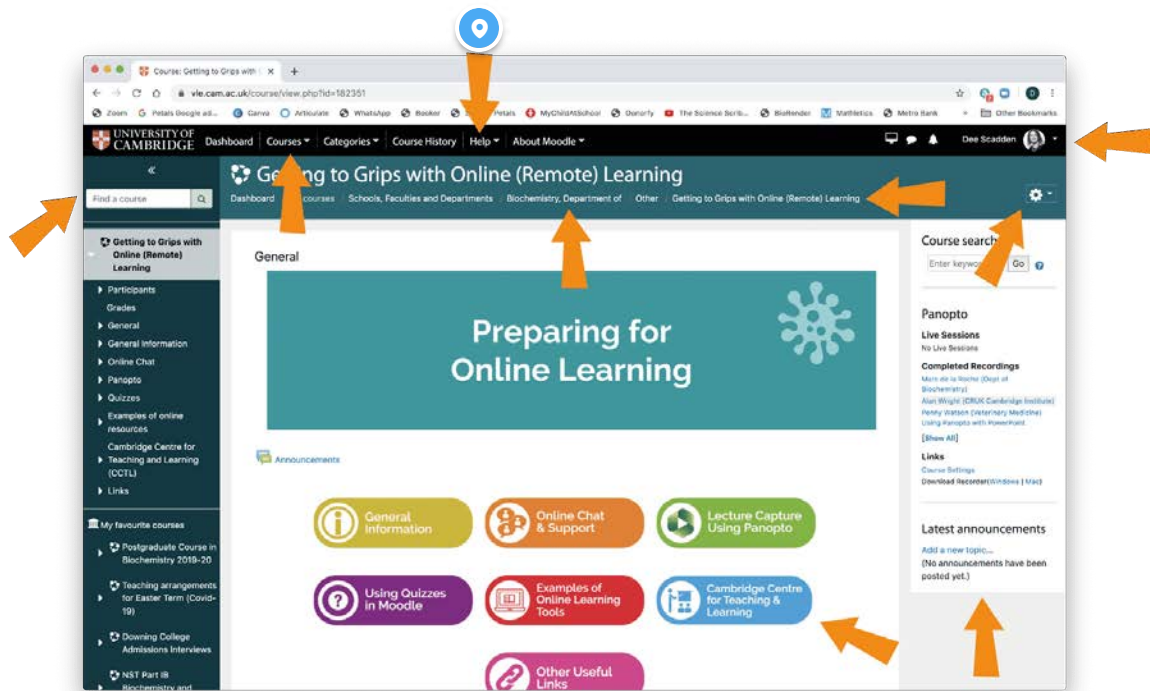 Course: Getting to Grips with
vle.cam.ac.uk/course/view.php?id=182351
Zoom Petals Google ad... Canva Articulate WhatsApp Booker Petals MyChildAtSchool Donorfy The Science Scrib... BioRender Mathletics Metro Bank Other Bookmarks
UNIVERSITY OF
CAMBRIDGE
Dashboard Courses Categories Course History Help About Moodle Dee Scadden
Find a course
Getting to Grips with Online (Remote) Learning
Dashboard courses Schools, Faculties and Departments Biochemistry, Department of Other Getting to Grips with Online (Remote) Learning
Getting to Grips with
Online (Remote)
Learning
Participants
Grades
General
General Information
Online Chat
Panopto
Quizzes
Examples of online
resources
Cambridge Centre for
Teaching and Learning
(CCTL)
Links
My favourite courses
Postgraduate Course in
Biochemistry 2019-20
Teaching arrangements
for Easter Term (Covid-
19)
Downing College
Admissions Interviews
NST Part IB
Biochemistry and
General
Preparing for
Online Learning
Announcements
General
Information
Online Chat
& Support
Lecture Capture
Using Panopto
Using Quizzes
in Moodle
Examples of
Online Learning
Tools
Cambridge Centre
for Teaching &
Learning
Other Useful
Links
Course search
Enter keywo Go
Panopto
Live Sessions
No Live Sessions
Completed Recordings
Marc de la Roche (Dept of
Biochemistry)
Alan Wright (CRUK Cambridge Institute)
Penny Watson (Veterinary Medicine)
Using Panopto with PowerPoint
[Show All]
Links
Course Settings
Download Recorder(Windows | Mac)
Latest announcements
Add a new topic...
(No announcements have been
posted yet.)